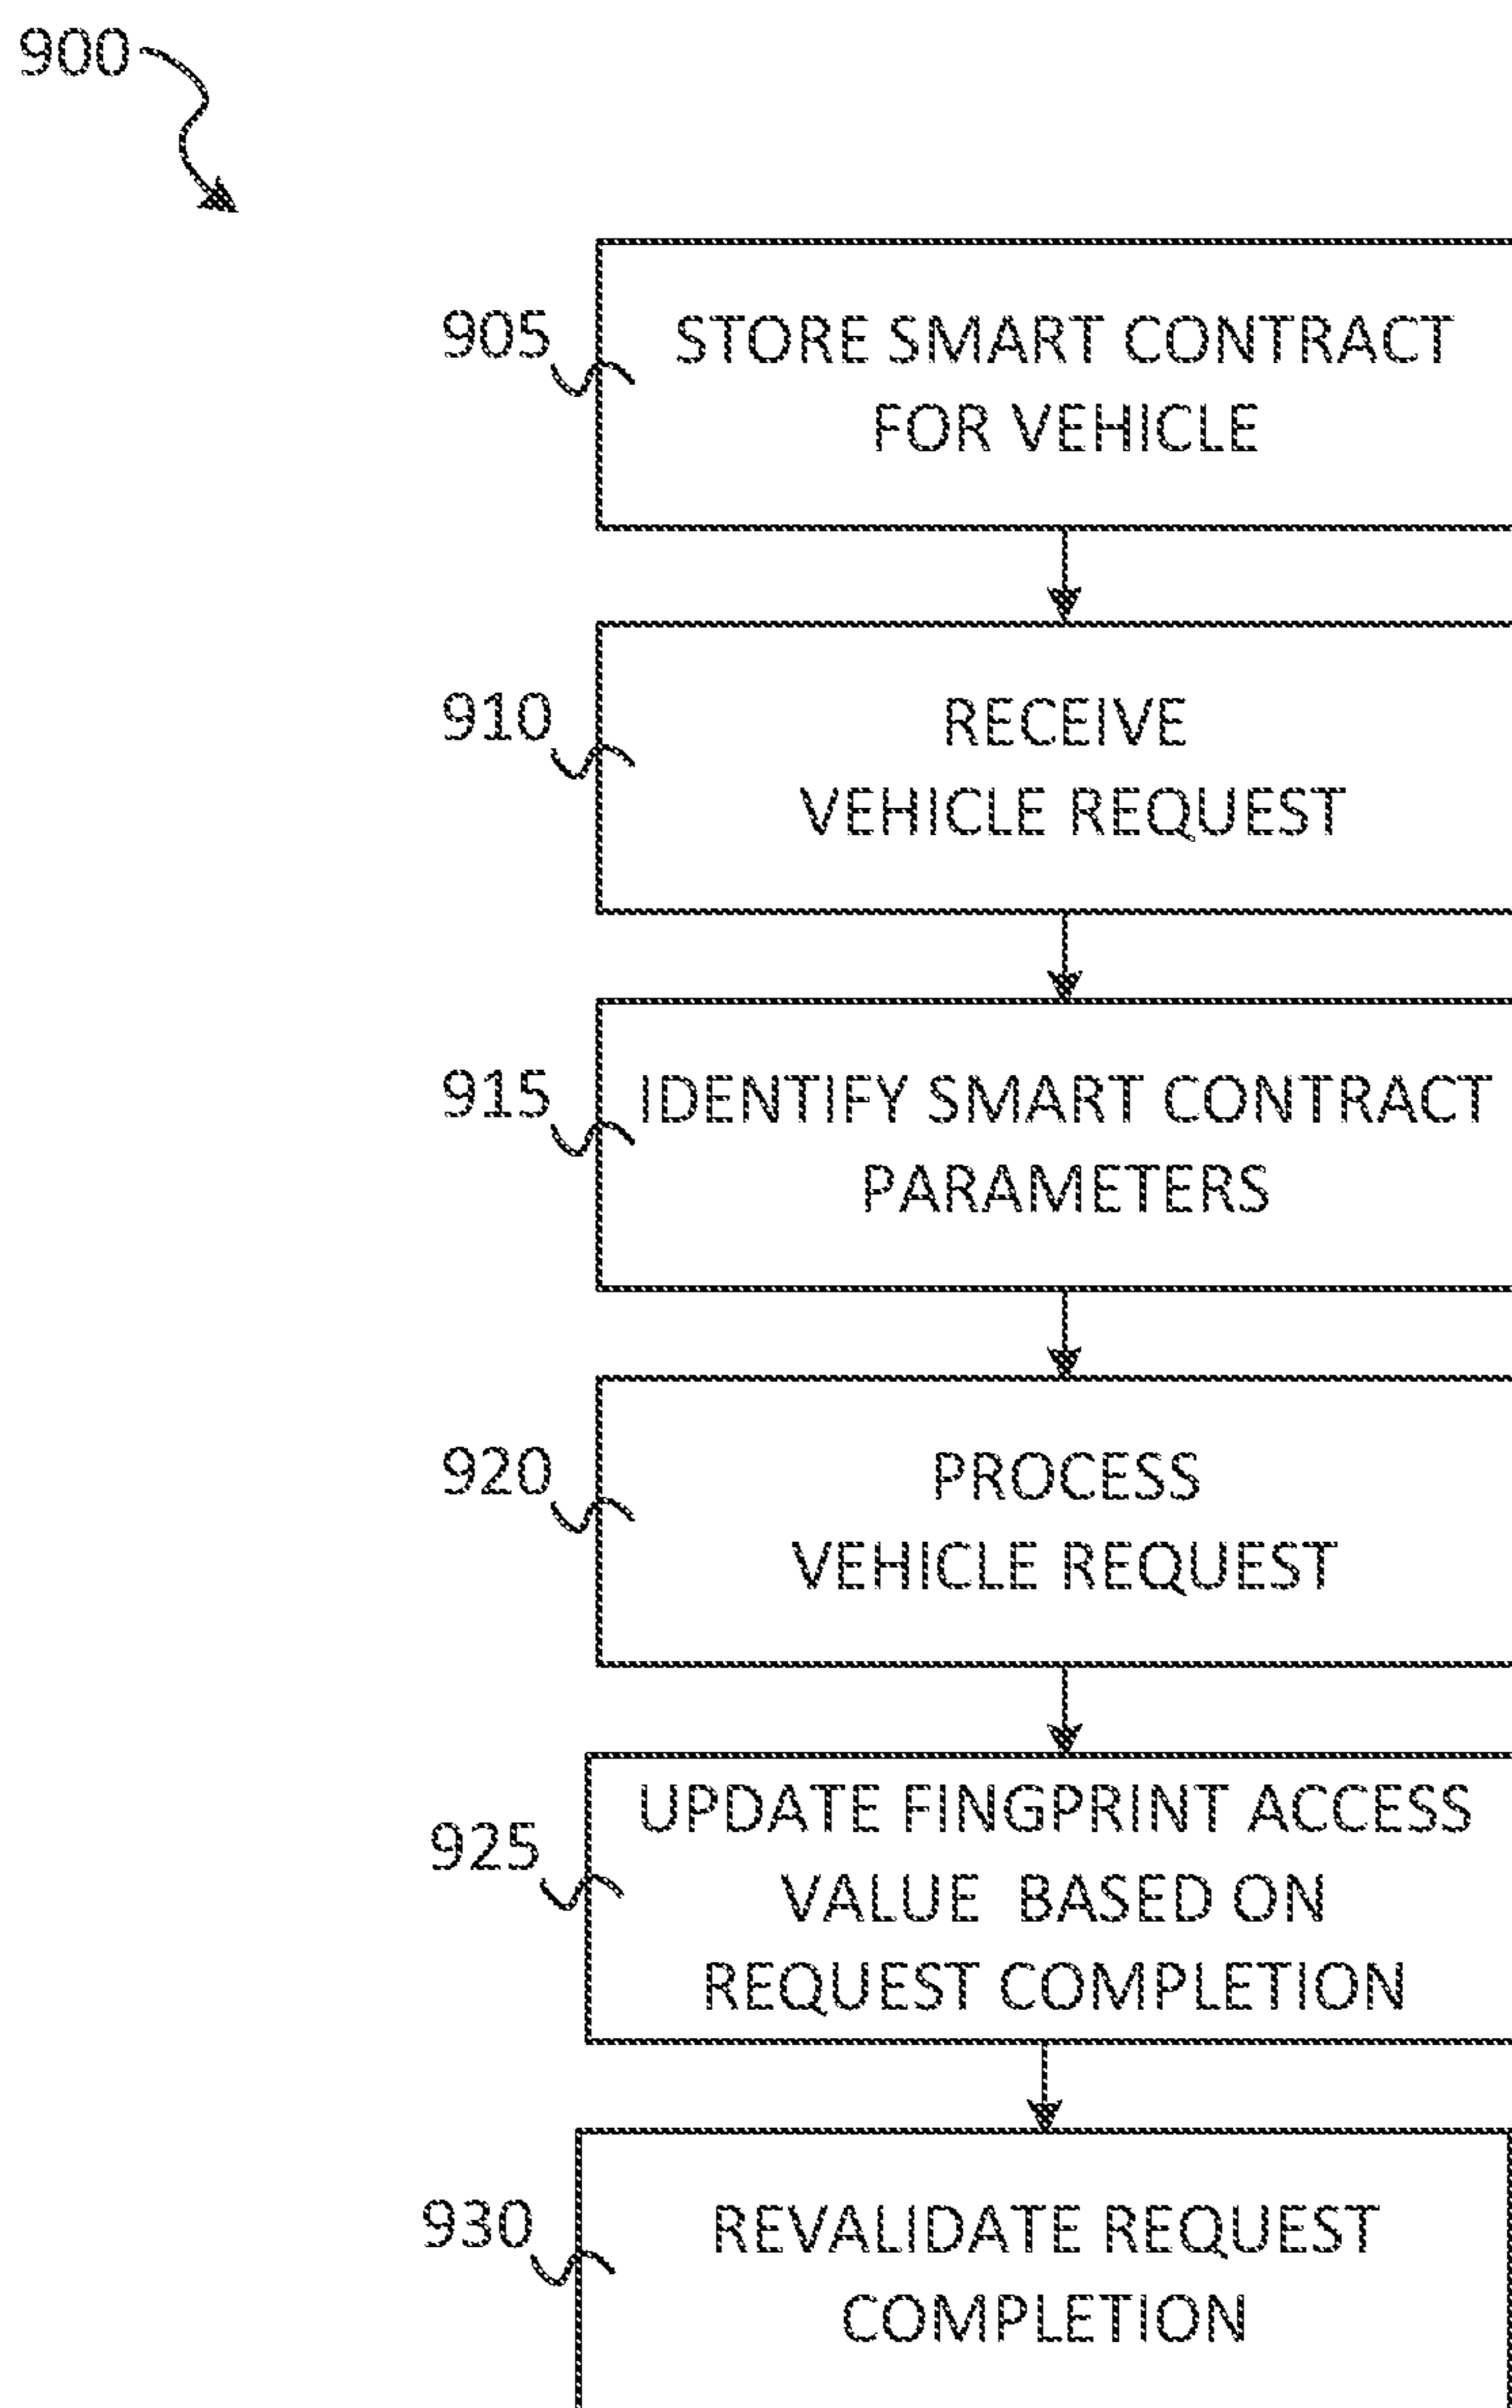 900
905
STORE SMART CONTRACT
FOR VEHICLE
910
RECEIVE
VEHICLE REQUEST
915
IDENTIFY SMART CONTRACT
PARAMETERS
920
PROCESS
VEHICLE REQUEST
925
UPDATE FINGPRINT ACCESS
VALUE BASED ON
REQUEST COMPLETION
930
REVALIDATE REQUEST
COMPLETION